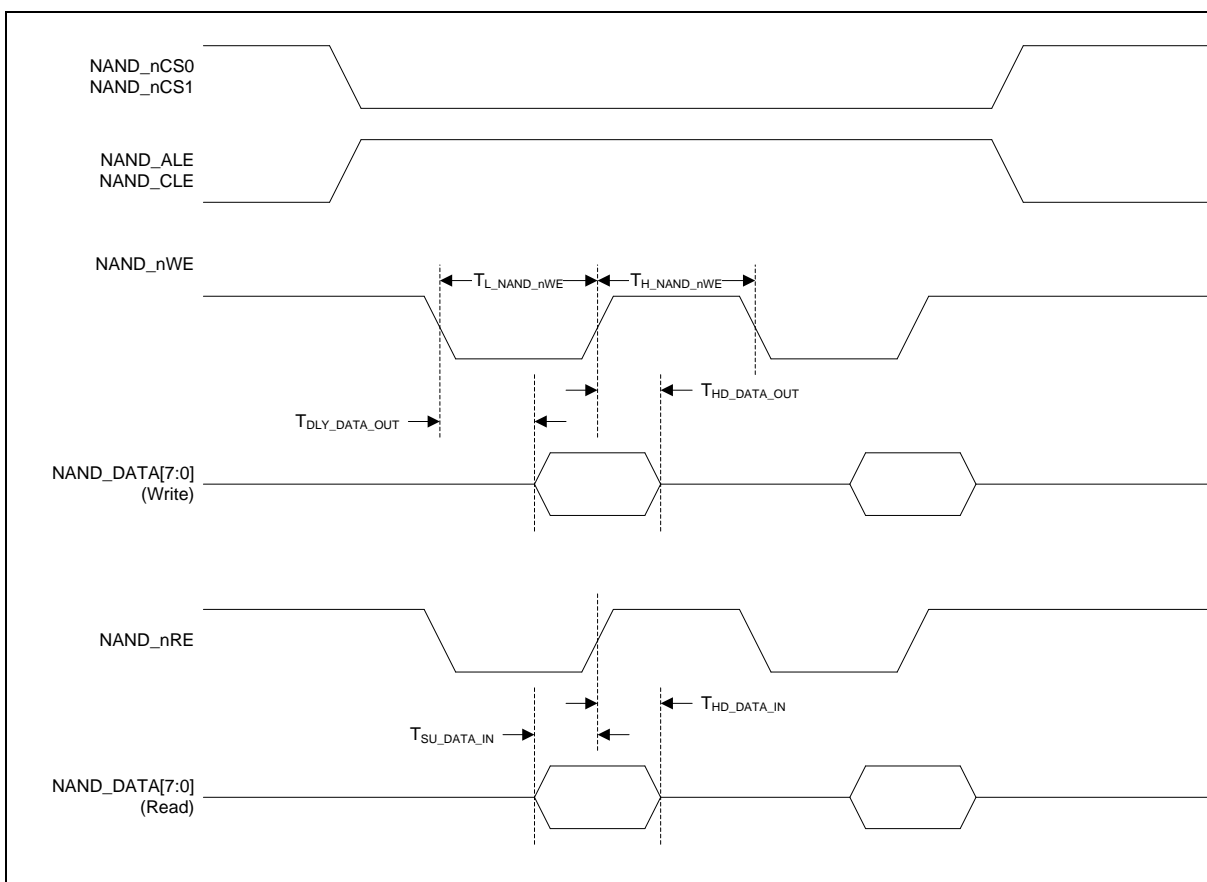 NAND_nCS0
NAND_nCS1
NAND_ALE
NAND_CLE
NAND_nWE
TL_NAND_nWE
TH_NAND_nWE
THD_DATA_OUT
TDLY_DATA_OUT
NAND_DATA[7:0]
(Write)
NAND_nRE
THD_DATA_IN
TSU_DATA_IN
NAND_DATA[7:0]
(Read)